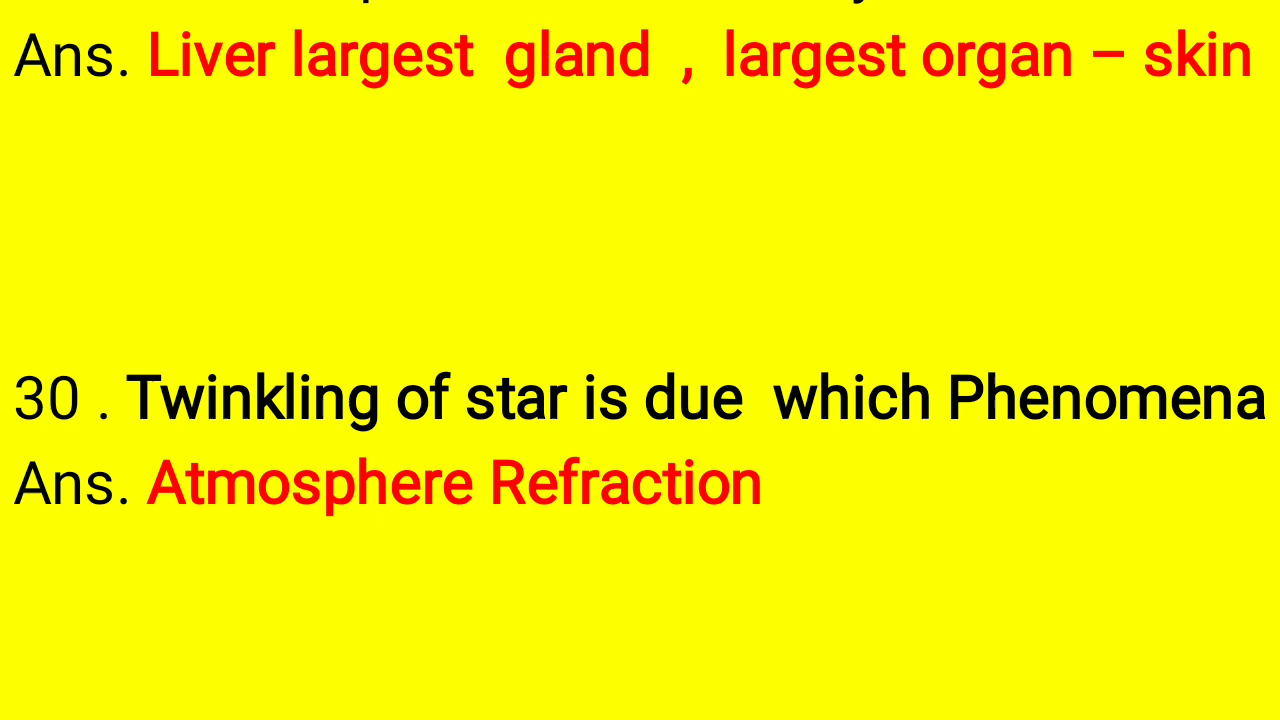 Ans. Liver largest gland , largest organ – skin
30 . Twinkling of star is due which Phenomena
Ans. Atmosphere Refraction